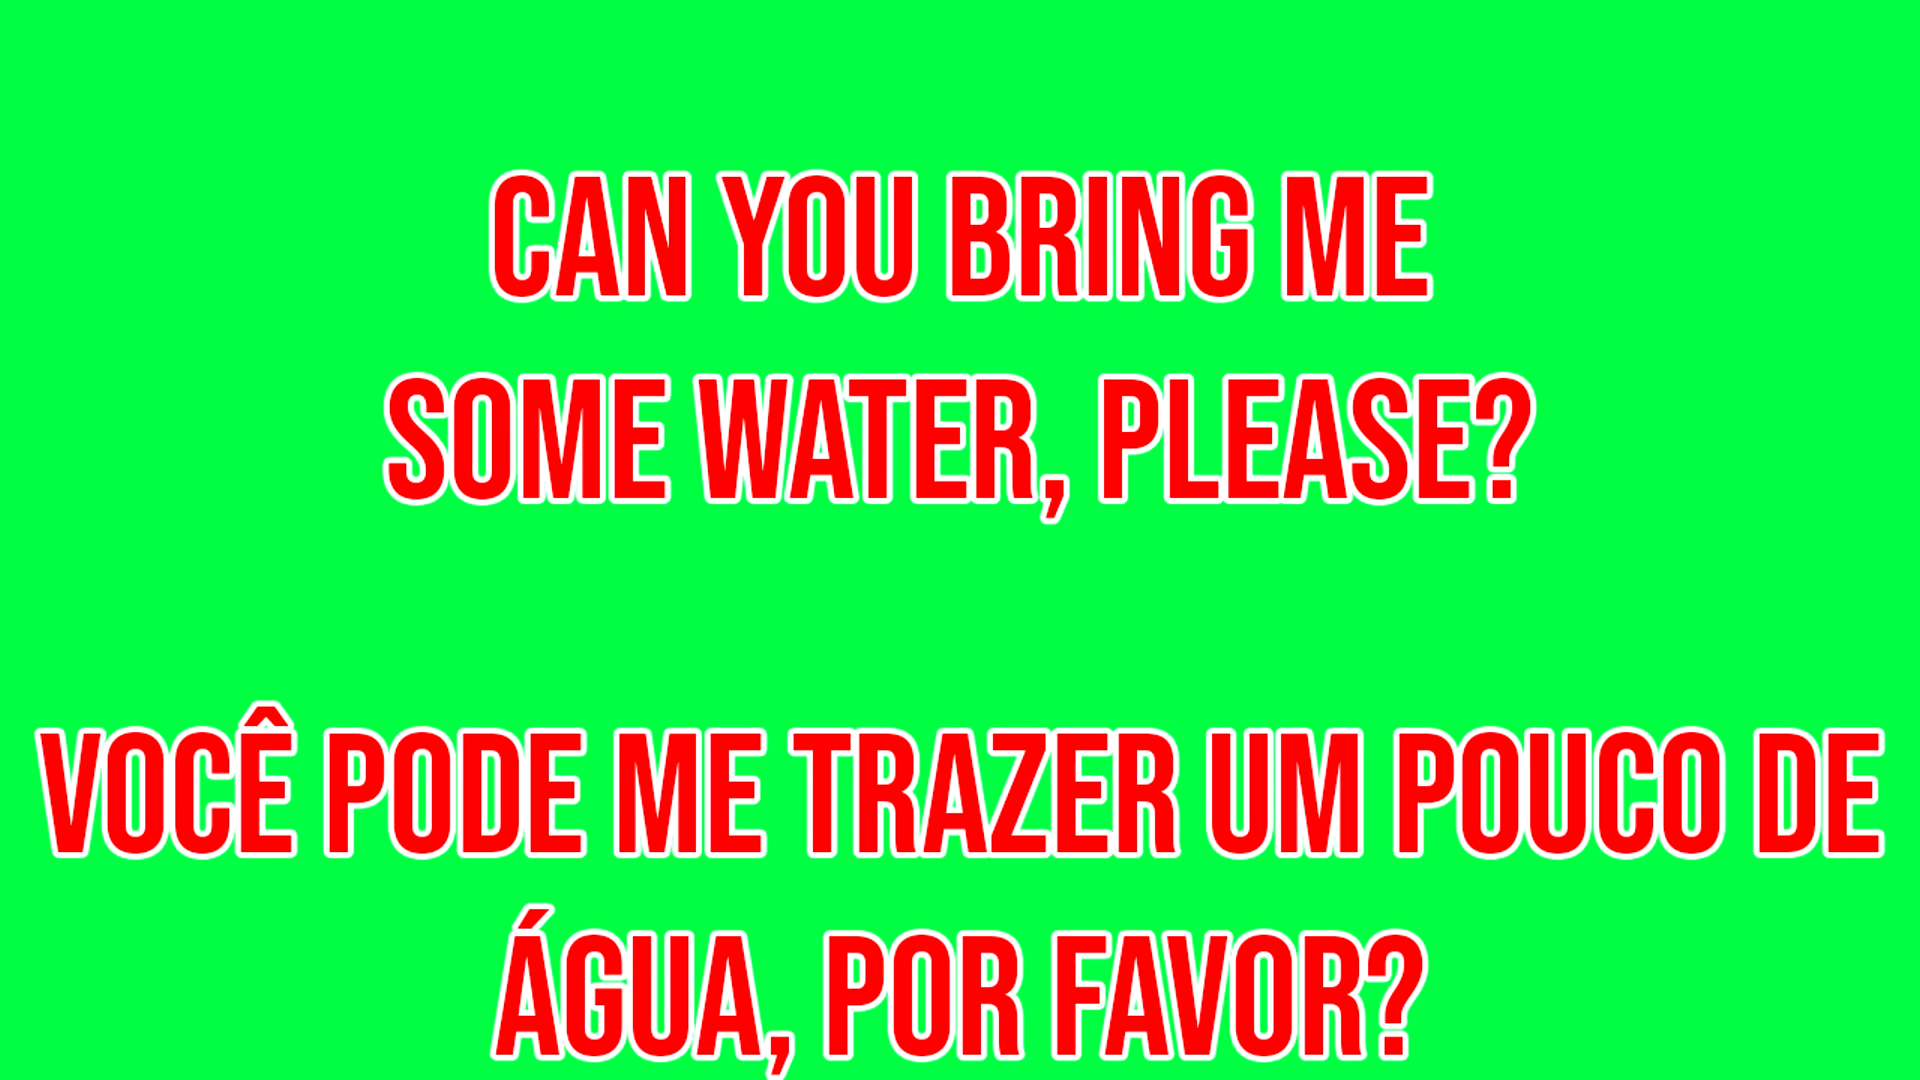 CAN YOU BRING ME
SOME WATER, PLEASE?
VOCÊ PODE ME TRAZER UM POUCO DE
ÁGUA, POR FAVOR?